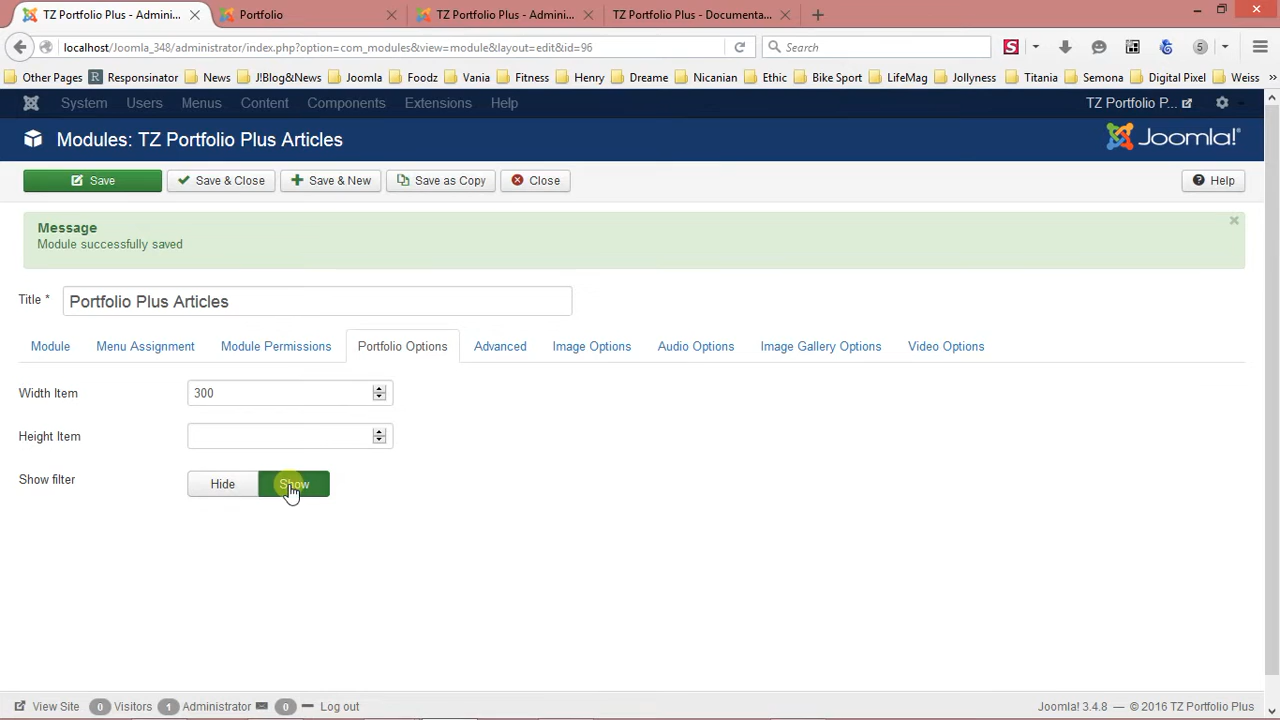 TZ Portfolio Plus - Admini...
Portfolio
TZ Portfolio Plus - Admini...
TZ Portfolio Plus - Documenta...
localhost/Joomla_348/administrator/index.php?option=com_modules&view=module&layout=edit&id=96
Search
S
5
Other Pages
R Responsinator
News
J!Blog&News
Joomla
Foodz
Vania
Fitness
Henry
Dreame
Nicanian
Ethic
Bike Sport
LifeMag
Jollyness
Titania
Semona
Digital Pixel
Weiss
System
Users
Menus
Content
Components
Extensions
Help
TZ Portfolio P...
Modules: TZ Portfolio Plus Articles
Joomla!®
Save
Save & Close
Save & New
Save as Copy
Close
Help
Message
Module successfully saved
Title *
Portfolio Plus Articles
Module
Menu Assignment
Module Permissions
Portfolio Options
Advanced
Image Options
Audio Options
Image Gallery Options
Video Options
Width Item
300
Height Item
Show filter
Hide
Show
View Site
0 Visitors
1 Administrator
0
Log out
Joomla! 3.4.8 — © 2016 TZ Portfolio Plus